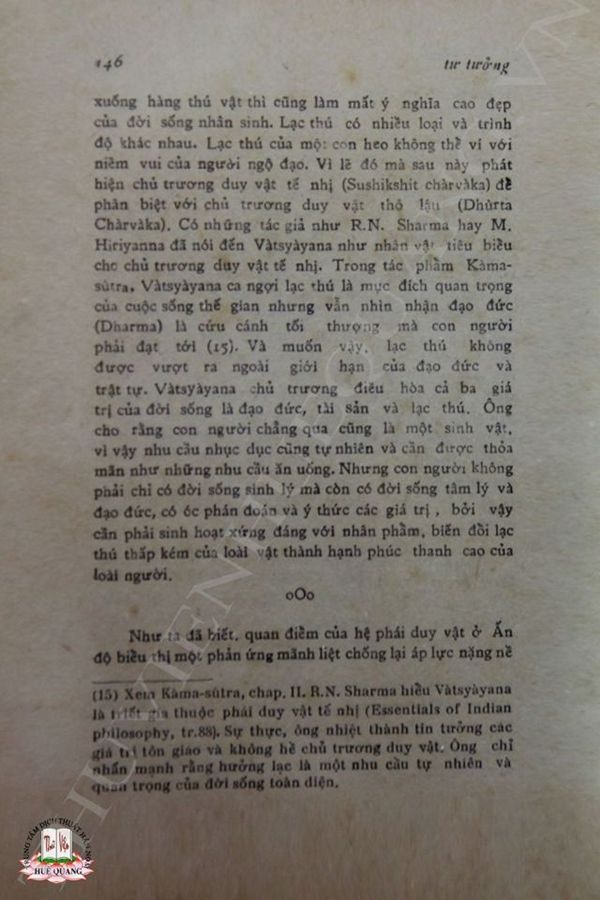 146 tư tưởng
xuống hàng thú vật thì cũng làm mất ý nghĩa cao đẹp
của đời sống nhân sinh. Lạc thú có nhiều loại và trình
độ khác nhau. Lạc thú của một con heo không thể ví với
niềm vui của người ngộ đạo. Vì lẽ đó mà sau này phát
hiện chủ trương duy vật tế nhị (Sushikshit chàrvàka) để
phân biệt với chủ trương duy vật thô lậu (Dhùrta
Chàrvàka). Có những tác giả như R.N. Sharma hay M.
Hiriyanna đã nói đến Vàtsyàyana như nhân vật tiêu biểu
cho chủ trương duy vật tế nhị. Trong tác phẩm Kàma-
sùtra, Vàtsyàyana ca ngợi lạc thú là mục đích quan trọng
của cuộc sống thế gian nhưng vẫn nhìn nhận đạo đức
(Dharma) là cứu cánh tối thượng mà con người
phải đạt tới (15). Và muốn vậy, lạc thú không
được vượt ra ngoài giới hạn của đạo đức và
trật tự. Vàtsyàyana chủ trương điều hòa cả ba giá
trị của đời sống là đạo đức, tài sản và lạc thú. Ông
cho rằng con người chẳng qua cũng là một sinh vật,
vì vậy nhu cầu nhục dục cũng tự nhiên và cần được thỏa
mãn như những nhu cầu ăn uống. Nhưng con người không
phải chỉ có đời sống sinh lý mà còn có đời sống tâm lý và
đạo đức, có óc phán đoán và ý thức các giá trị, bởi vậy
cần phải sinh hoạt xứng đáng với nhân phẩm, biến đổi lạc
thú thấp kém của loài vật thành hạnh phúc thanh cao của
loài người.
oOo
Như ta đã biết, quan điểm của hệ phái duy vật ở Ấn
độ biểu thị một phản ứng mãnh liệt chống lại áp lực nặng nề
(15) Xem Kàma-sùtra, chap. II. R.N. Sharma hiểu Vàtsyàyana
là triết gia thuộc phái duy vật tế nhị (Essentials of Indian
philosophy, tr.88). Sự thực, ông nhiệt thành tin tưởng các
giá trị tôn giáo và không hề chủ trương duy vật. Ông chỉ
nhấn mạnh rằng hưởng lạc là một nhu cầu tự nhiên và
quan trọng của đời sống toàn diện.
HUỆ QUANG